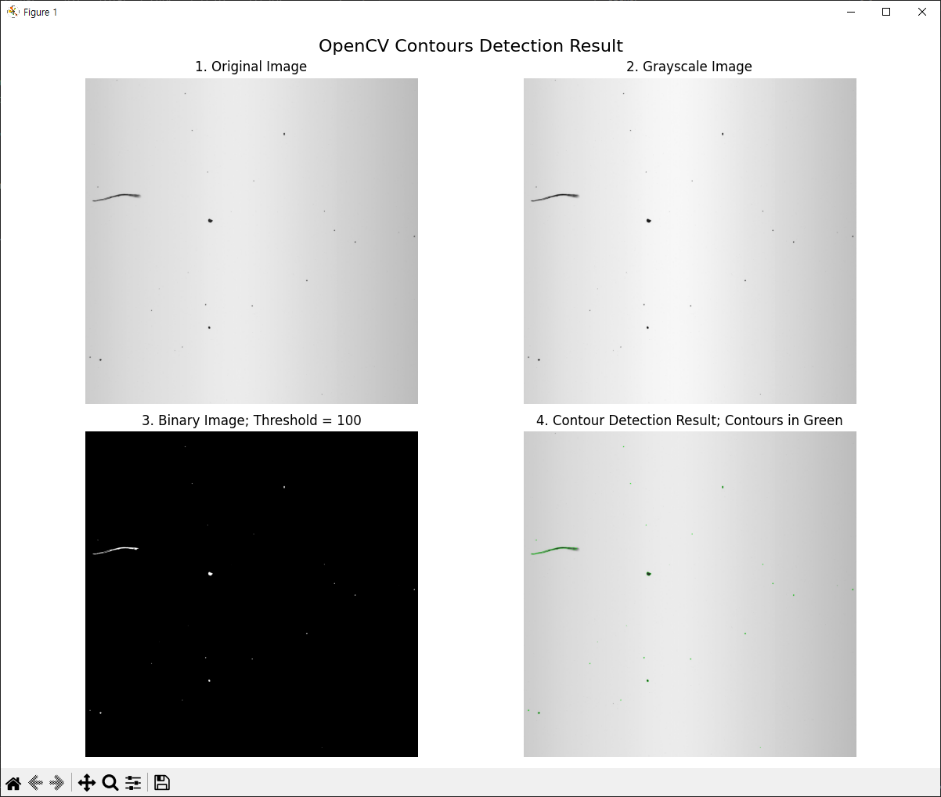 Figure 1
OpenCV Contours Detection Result
1. Original Image
2. Grayscale Image
3. Binary Image; Threshold = 100
4. Contour Detection Result; Contours in Green